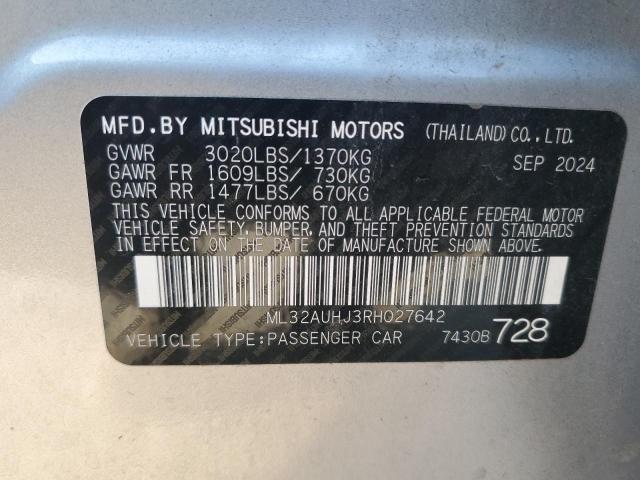 MFD.BY MITSUBISHI MOTORS (THAILAND)CO.,LTD.
GVWR 3020LBS/1370KG SEP 2024
GAWR FR 1609LBS/ 730KG
GAWR RR 1477LBS/ 670KG
THIS VEHICLE CONFORMS TO ALL APPLICABLE FEDERAL MOTOR
VEHICLE SAFETY, BUMPER, AND THEFT PREVENTION STANDARDS
IN EFFECT ON THE DATE OF MANUFACTURE SHOWN ABOVE.
ML32AUHJ3RH027642
VEHICLE TYPE:PASSENGER CAR 7430B 728